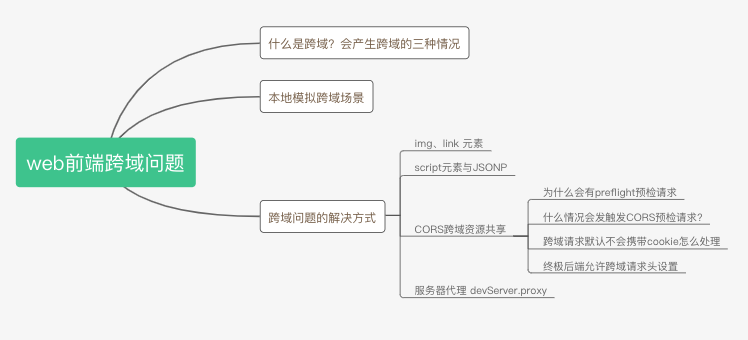 什么是跨域？会产生跨域的三种情况
本地模拟跨域场景
web前端跨域问题
跨域问题的解决方式
img、link 元素
script元素与JSONP
CORS跨域资源共享
为什么会有preflight预检请求
什么情况会发触发CORS预检请求?
跨域请求默认不会携带cookie怎么处理
终极后端允许跨域请求头设置
服务器代理 devServer.proxy